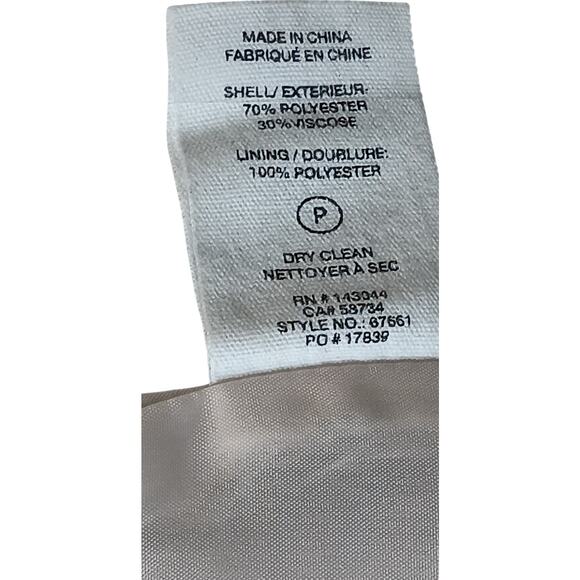 MADE IN CHINA
FABRIQUÉ EN CHINE
SHELL/ EXTERIEUR:
70% POLYESTER
30% VISCOSE
LINING / DOUBLURE:
100% POLYESTER
P
DRY CLEAN
NETTOYER À SEC
RN # 143044
CA# 58734
STYLE NO.: 67661
PO # 17839